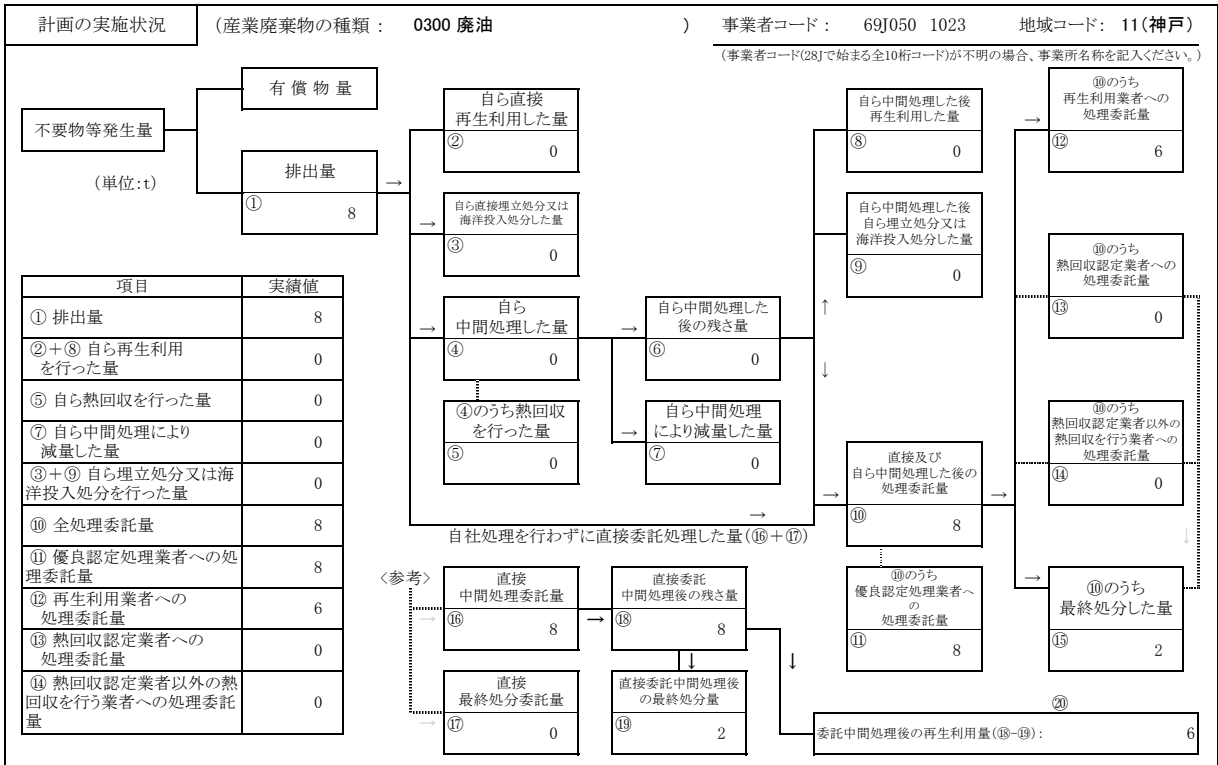 計画の実施状況 (産業廃棄物の種類： 0300 廃油 ) 事業者コード： 69J050 1023 地域コード： 11(神戸)
(事業者コード(28Jで始まる全10桁コード)が不明の場合、事業所名称を記入ください。)
不要物等発生量
(単位:t)
有償物量
排出量
①
8
→
自ら直接
再生利用した量
②
0
→
自ら直接埋立処分又は
海洋投入処分した量
③
0
→
自ら
中間処理した量
④
0
④のうち熱回収
を行った量
⑤
0
→
自ら中間処理した
後の残さ量
⑥
0
→
自ら中間処理
により減量した量
⑦
0
自ら中間処理した後
再生利用した量
⑧
0
自ら中間処理した後
自ら埋立処分又は
海洋投入処分した量
⑨
0
↑
↓
→
自社処理を行わずに直接委託処理した量(⑯+⑰)
→
直接及び
自ら中間処理した後の
処理委託量
⑩
8
→
⑩のうち
優良認定処理業者へ
の
処理委託量
⑪
8
→
⑩のうち
再生利用業者への
処理委託量
⑫
6
⑩のうち
熱回収認定業者への
処理委託量
⑬
0
⑩のうち
熱回収認定業者以外の
熱回収を行う業者への
処理委託量
⑭
0
↓
→
⑩のうち
最終処分した量
⑮
2
項目 実績値
① 排出量 8
②+⑧ 自ら再生利用
を行った量 0
⑤ 自ら熱回収を行った量 0
⑦ 自ら中間処理により
減量した量 0
③+⑨ 自ら埋立処分又は海
洋投入処分を行った量 0
⑩ 全処理委託量 8
⑪ 優良認定処理業者への処
理委託量 8
⑫ 再生利用業者への
処理委託量 6
⑬ 熱回収認定業者への
処理委託量 0
⑭ 熱回収認定業者以外の熱
回収を行う業者への処理委託
量 0
〈参考〉
→
直接
中間処理委託量
⑯
8
→
直接委託
中間処理後の残さ量
⑱
8
→
直接
最終処分委託量
⑰
0
↓
直接委託中間処理後
の最終処分量
⑲
2
↓
⑳
委託中間処理後の再生利用量(⑱-⑲)： 6